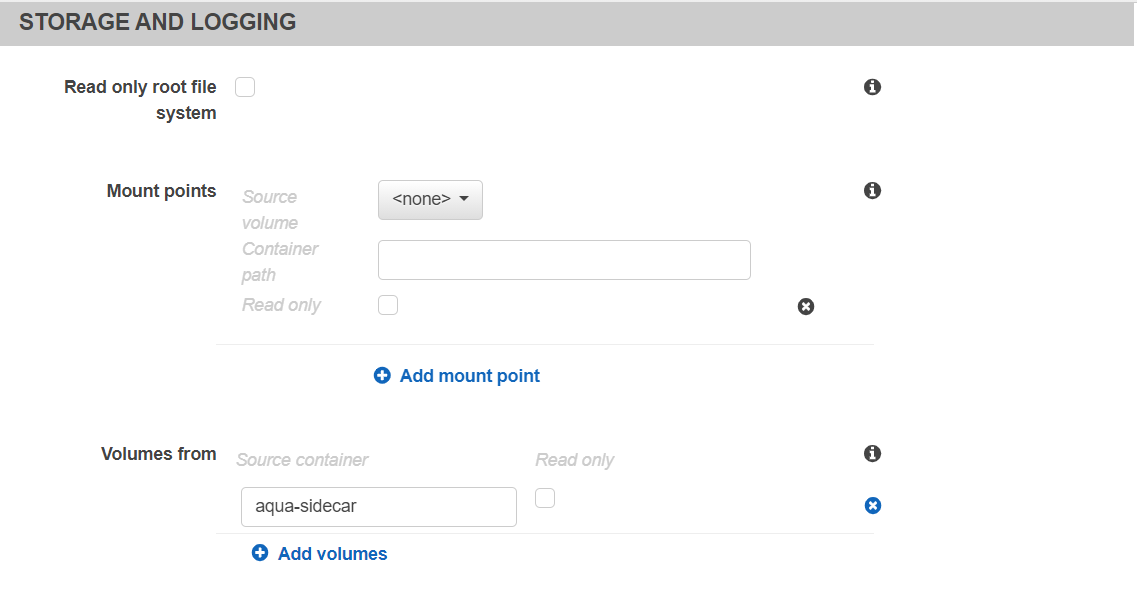 STORAGE AND LOGGING
Read only root file
system
Mount points
Source
volume
<none>
Container
path
Read only
Add mount point
Volumes from
Source container
Read only
aqua-sidecar
Add volumes